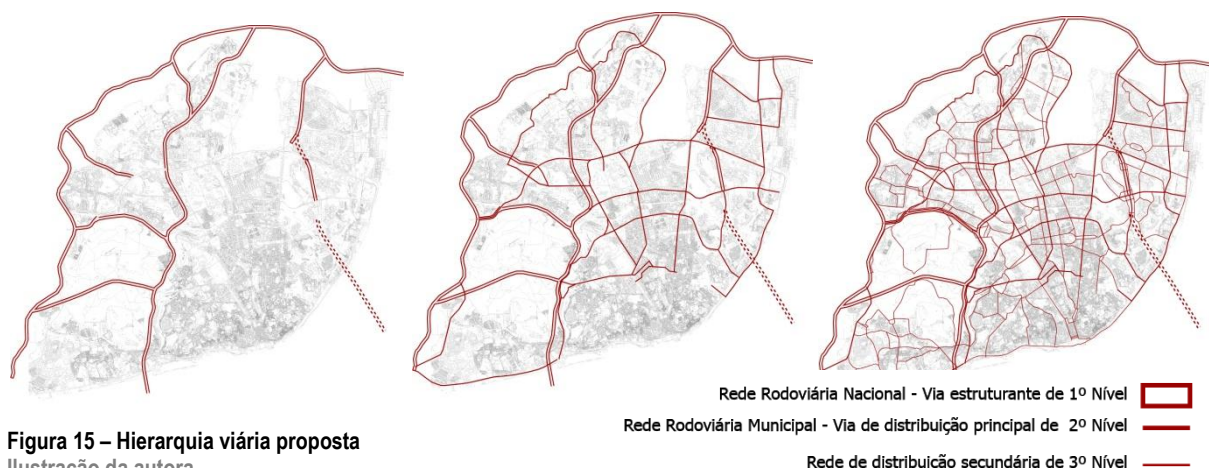 Rede Rodoviária Nacional - Via estruturante de 1º Nível
Rede Rodoviária Municipal - Via de distribuição principal de 2º Nível
Rede de distribuição secundária de 3º Nível
Figura 15 – Hierarquia viária proposta
Ilustração da autora